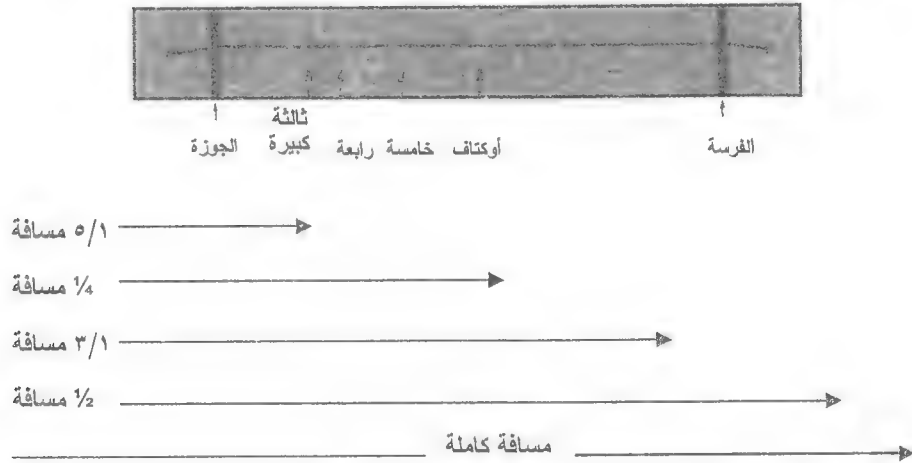 ثالثة
الجوزة كبيرة رابعة خامسة أوكتاف الفرسة
٥/١ مسافة
¼ مسافة
٣/١ مسافة
½ مسافة
مسافة كاملة